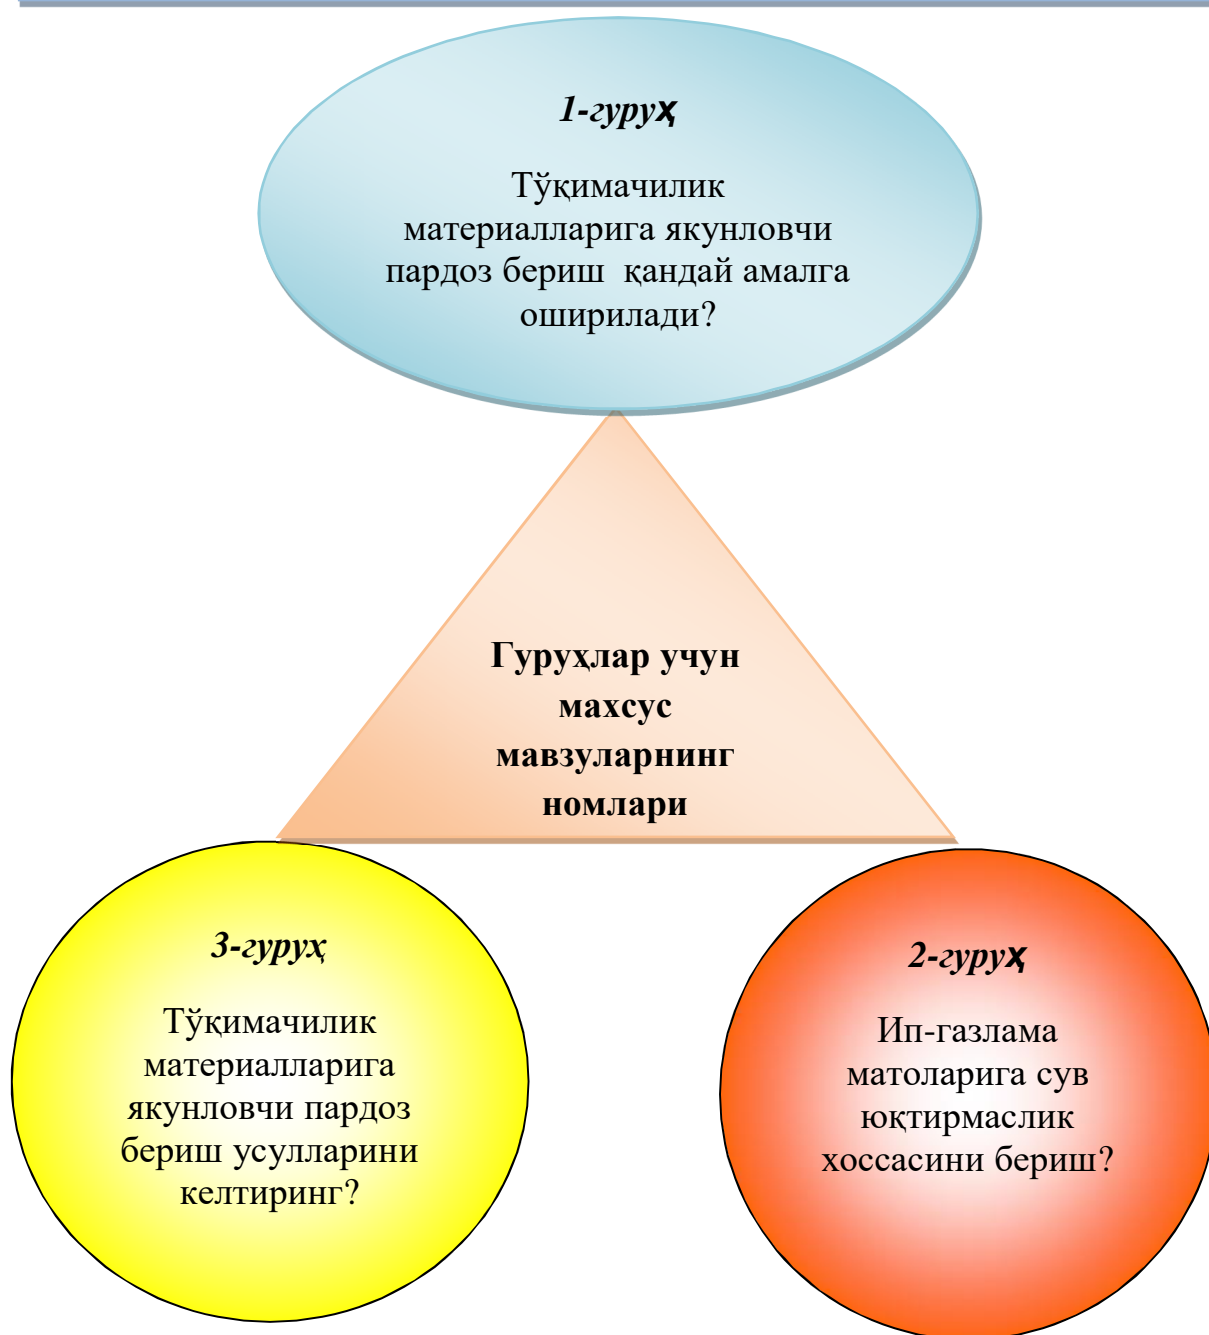 1-гуруҳ
Тўқимачилик
материалларига якунловчи
пардоз бериш қандай амалга
оширилади?
Гуруҳлар учун
махсус
мавзуларнинг
номлари
3-гуруҳ
Тўқимачилик
материалларига
якунловчи пардоз
бериш усулларини
келтиринг?
2-гуруҳ
Ип-газлама
матоларига сув
юқтирмаслик
хоссасини бериш?